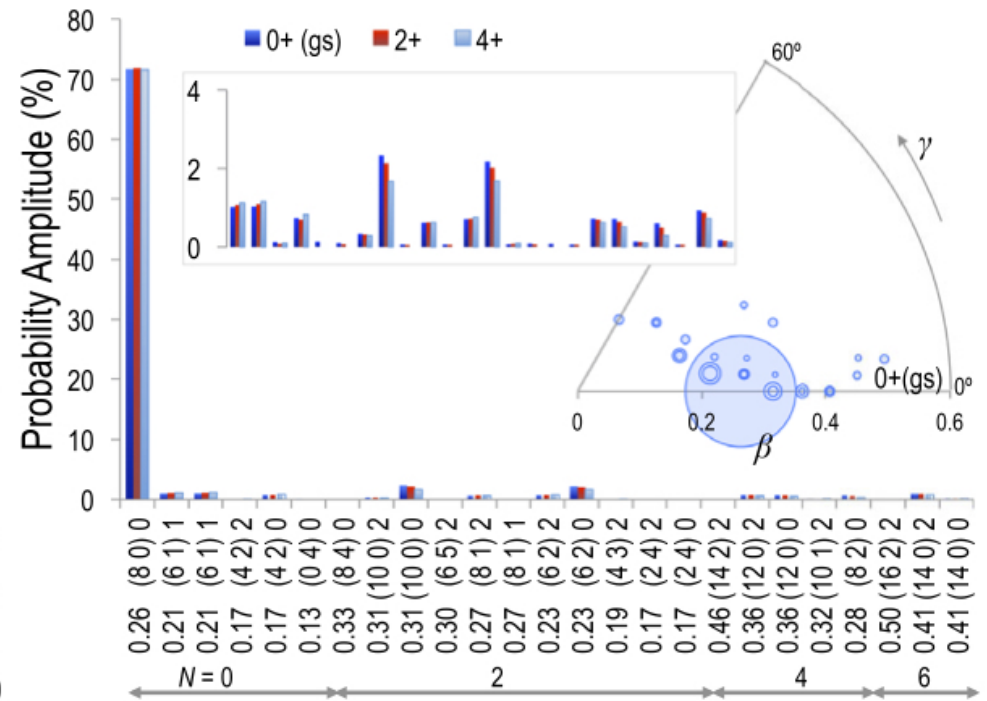 80
70
60
50
40
30
20
10
0
Probability Amplitude (%)
0+ (gs) 2+ 4+
4
2
0
60º
γ
0+(gs) 0º
0 0.2 0.4 0.6
β
0.26 (8 0) 0
0.21 (6 1) 1
0.21 (6 1) 1
0.17 (4 2) 2
0.17 (4 2) 0
0.13 (0 4) 0
0.33 (8 4) 0
0.31 (10 0) 2
0.31 (10 0) 0
0.30 (6 5) 2
0.27 (8 1) 2
0.27 (8 1) 1
0.23 (6 2) 2
0.23 (6 2) 0
0.19 (4 3) 2
0.17 (2 4) 2
0.17 (2 4) 0
0.46 (14 2) 2
0.36 (12 0) 2
0.36 (12 0) 0
0.32 (10 1) 2
0.28 (8 2) 0
0.50 (16 2) 2
0.41 (14 0) 2
0.41 (14 0) 0
N = 0 2 4 6